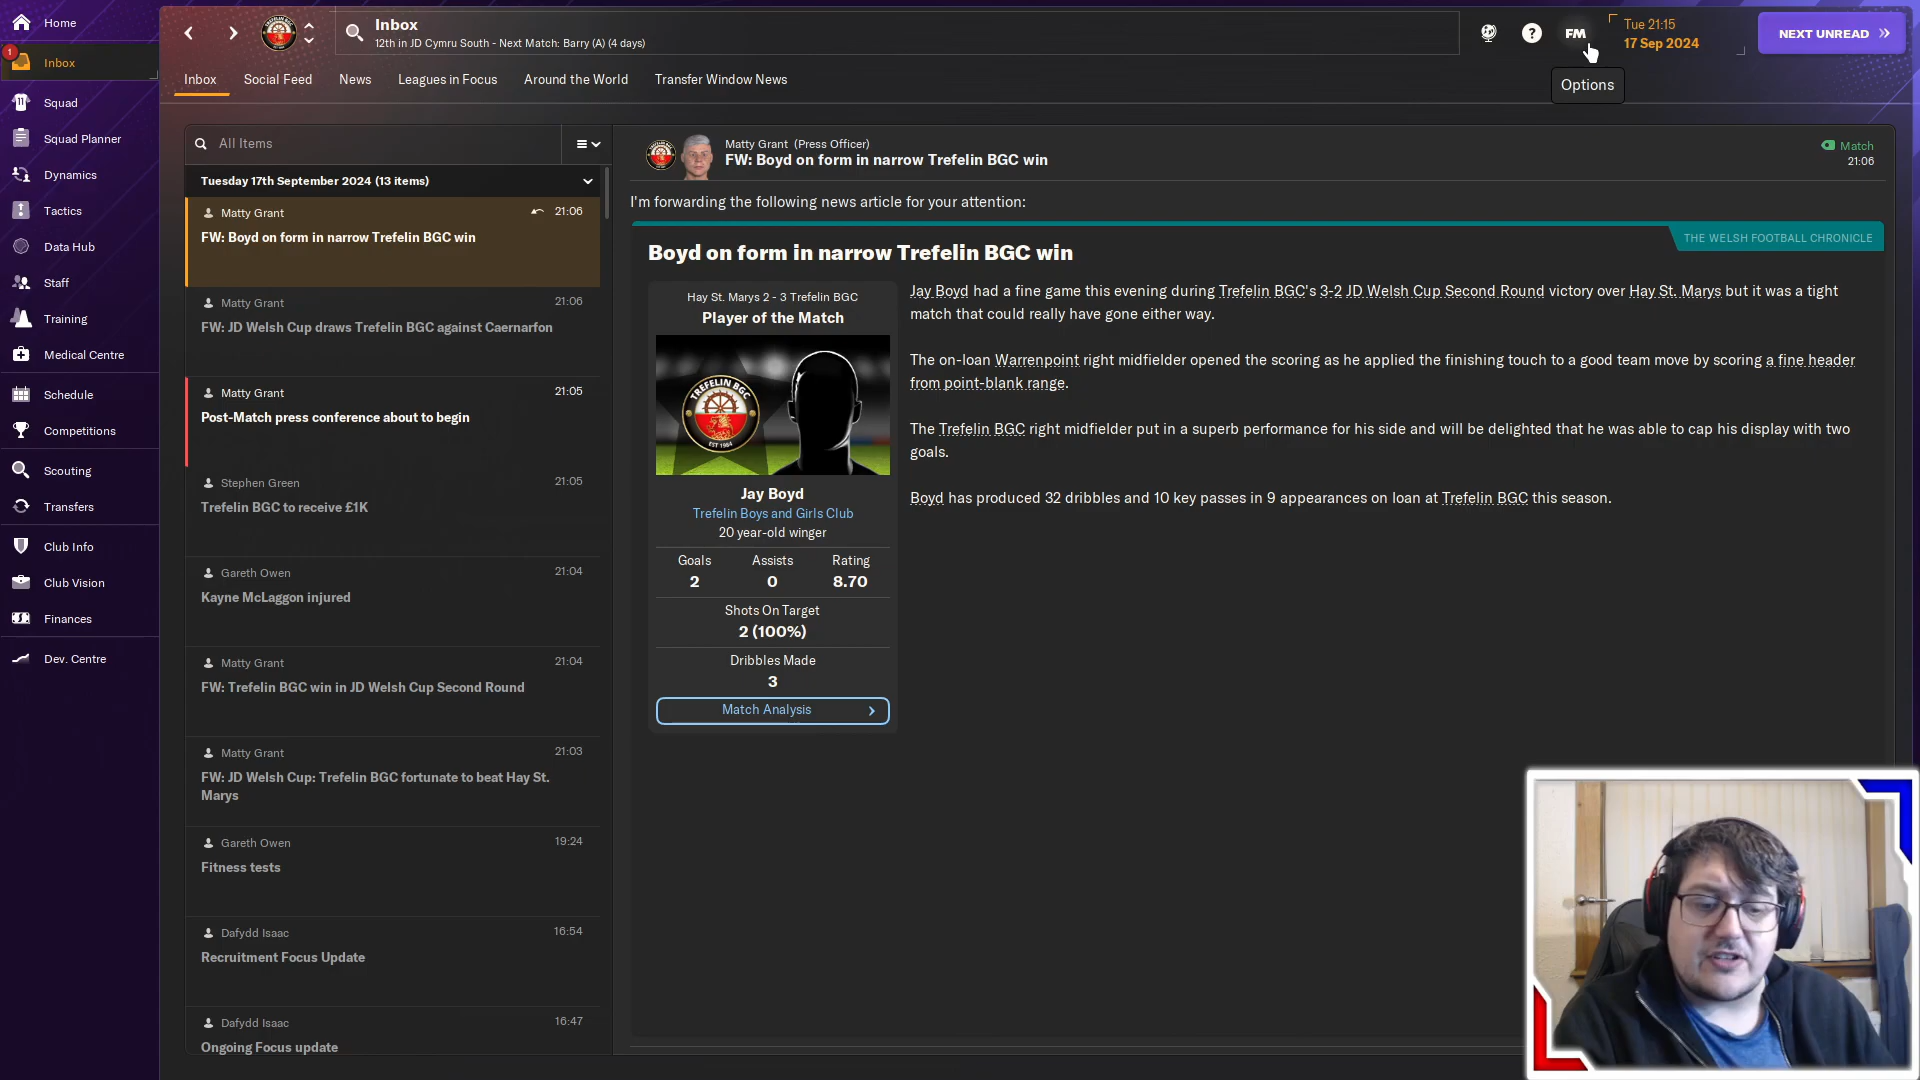 Home
1
Inbox
Squad
Squad Planner
Dynamics
Tactics
Data Hub
Staff
Training
Medical Centre
Schedule
Competitions
Scouting
Transfers
Club Info
Club Vision
Finances
Dev. Centre
Inbox
12th in JD Cymru South - Next Match: Barry (A) (4 days)
?
FM
Tue 21:15
17 Sep 2024
NEXT UNREAD
Options
Inbox
Social Feed
News
Leagues in Focus
Around the World
Transfer Window News
All Items
Tuesday 17th September 2024 (13 items)
Matty Grant 21:06
FW: Boyd on form in narrow Trefelin BGC win
Matty Grant 21:06
FW: JD Welsh Cup draws Trefelin BGC against Caernarfon
Matty Grant 21:05
Post-Match press conference about to begin
Stephen Green 21:05
Trefelin BGC to receive £1K
Gareth Owen 21:04
Kayne McLaggon injured
Matty Grant 21:04
FW: Trefelin BGC win in JD Welsh Cup Second Round
Matty Grant 21:03
FW: JD Welsh Cup: Trefelin BGC fortunate to beat Hay St.
Marys
Gareth Owen 19:24
Fitness tests
Dafydd Isaac 16:54
Recruitment Focus Update
Dafydd Isaac 16:47
Ongoing Focus update
Matty Grant (Press Officer)
FW: Boyd on form in narrow Trefelin BGC win
Match
21:06
I'm forwarding the following news article for your attention:
THE WELSH FOOTBALL CHRONICLE
Boyd on form in narrow Trefelin BGC win
Hay St. Marys 2 - 3 Trefelin BGC
Player of the Match
TREFELIN BGC
EST 1984
Jay Boyd
Trefelin Boys and Girls Club
20 year-old winger
Goals Assists Rating
2 0 8.70
Shots On Target
2 (100%)
Dribbles Made
3
Match Analysis
Jay Boyd had a fine game this evening during Trefelin BGC's 3-2 JD Welsh Cup Second Round victory over Hay St. Marys but it was a tight
match that could really have gone either way.
The on-loan Warrenpoint right midfielder opened the scoring as he applied the finishing touch to a good team move by scoring a fine header
from point-blank range.
The Trefelin BGC right midfielder put in a superb performance for his side and will be delighted that he was able to cap his display with two
goals.
Boyd has produced 32 dribbles and 10 key passes in 9 appearances on loan at Trefelin BGC this season.